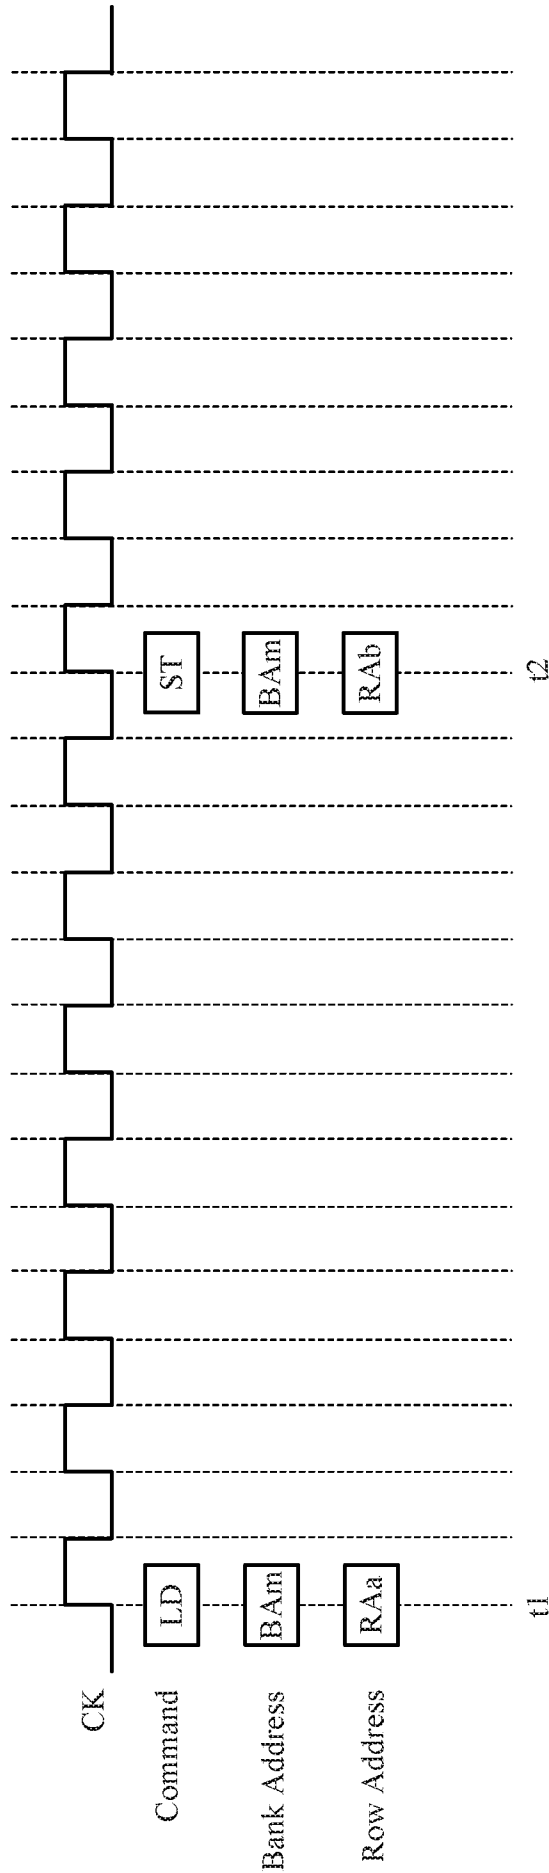 CK
Command LD ST
Bank Address BAm BAm
Row Address RAa RAb
t1 t2